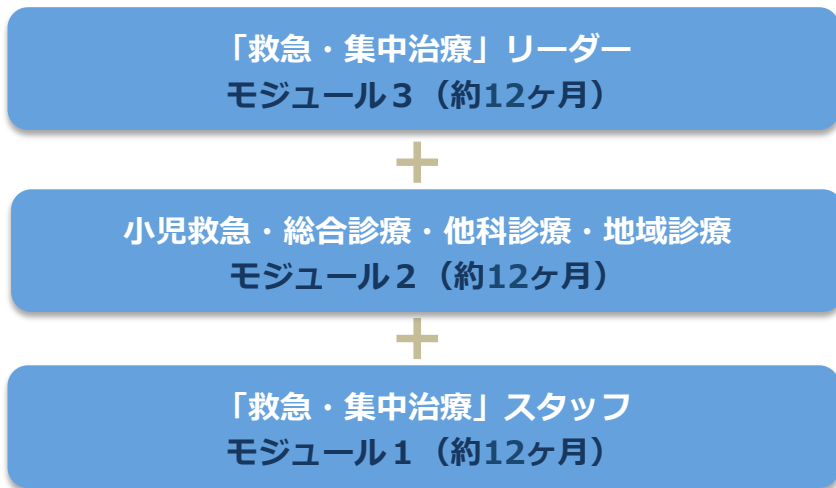 「救急・集中治療」リーダー
モジュール３（約12ヶ月）
＋
小児救急・総合診療・他科診療・地域診療
モジュール２（約12ヶ月）
＋
「救急・集中治療」スタッフ
モジュール１（約12ヶ月）